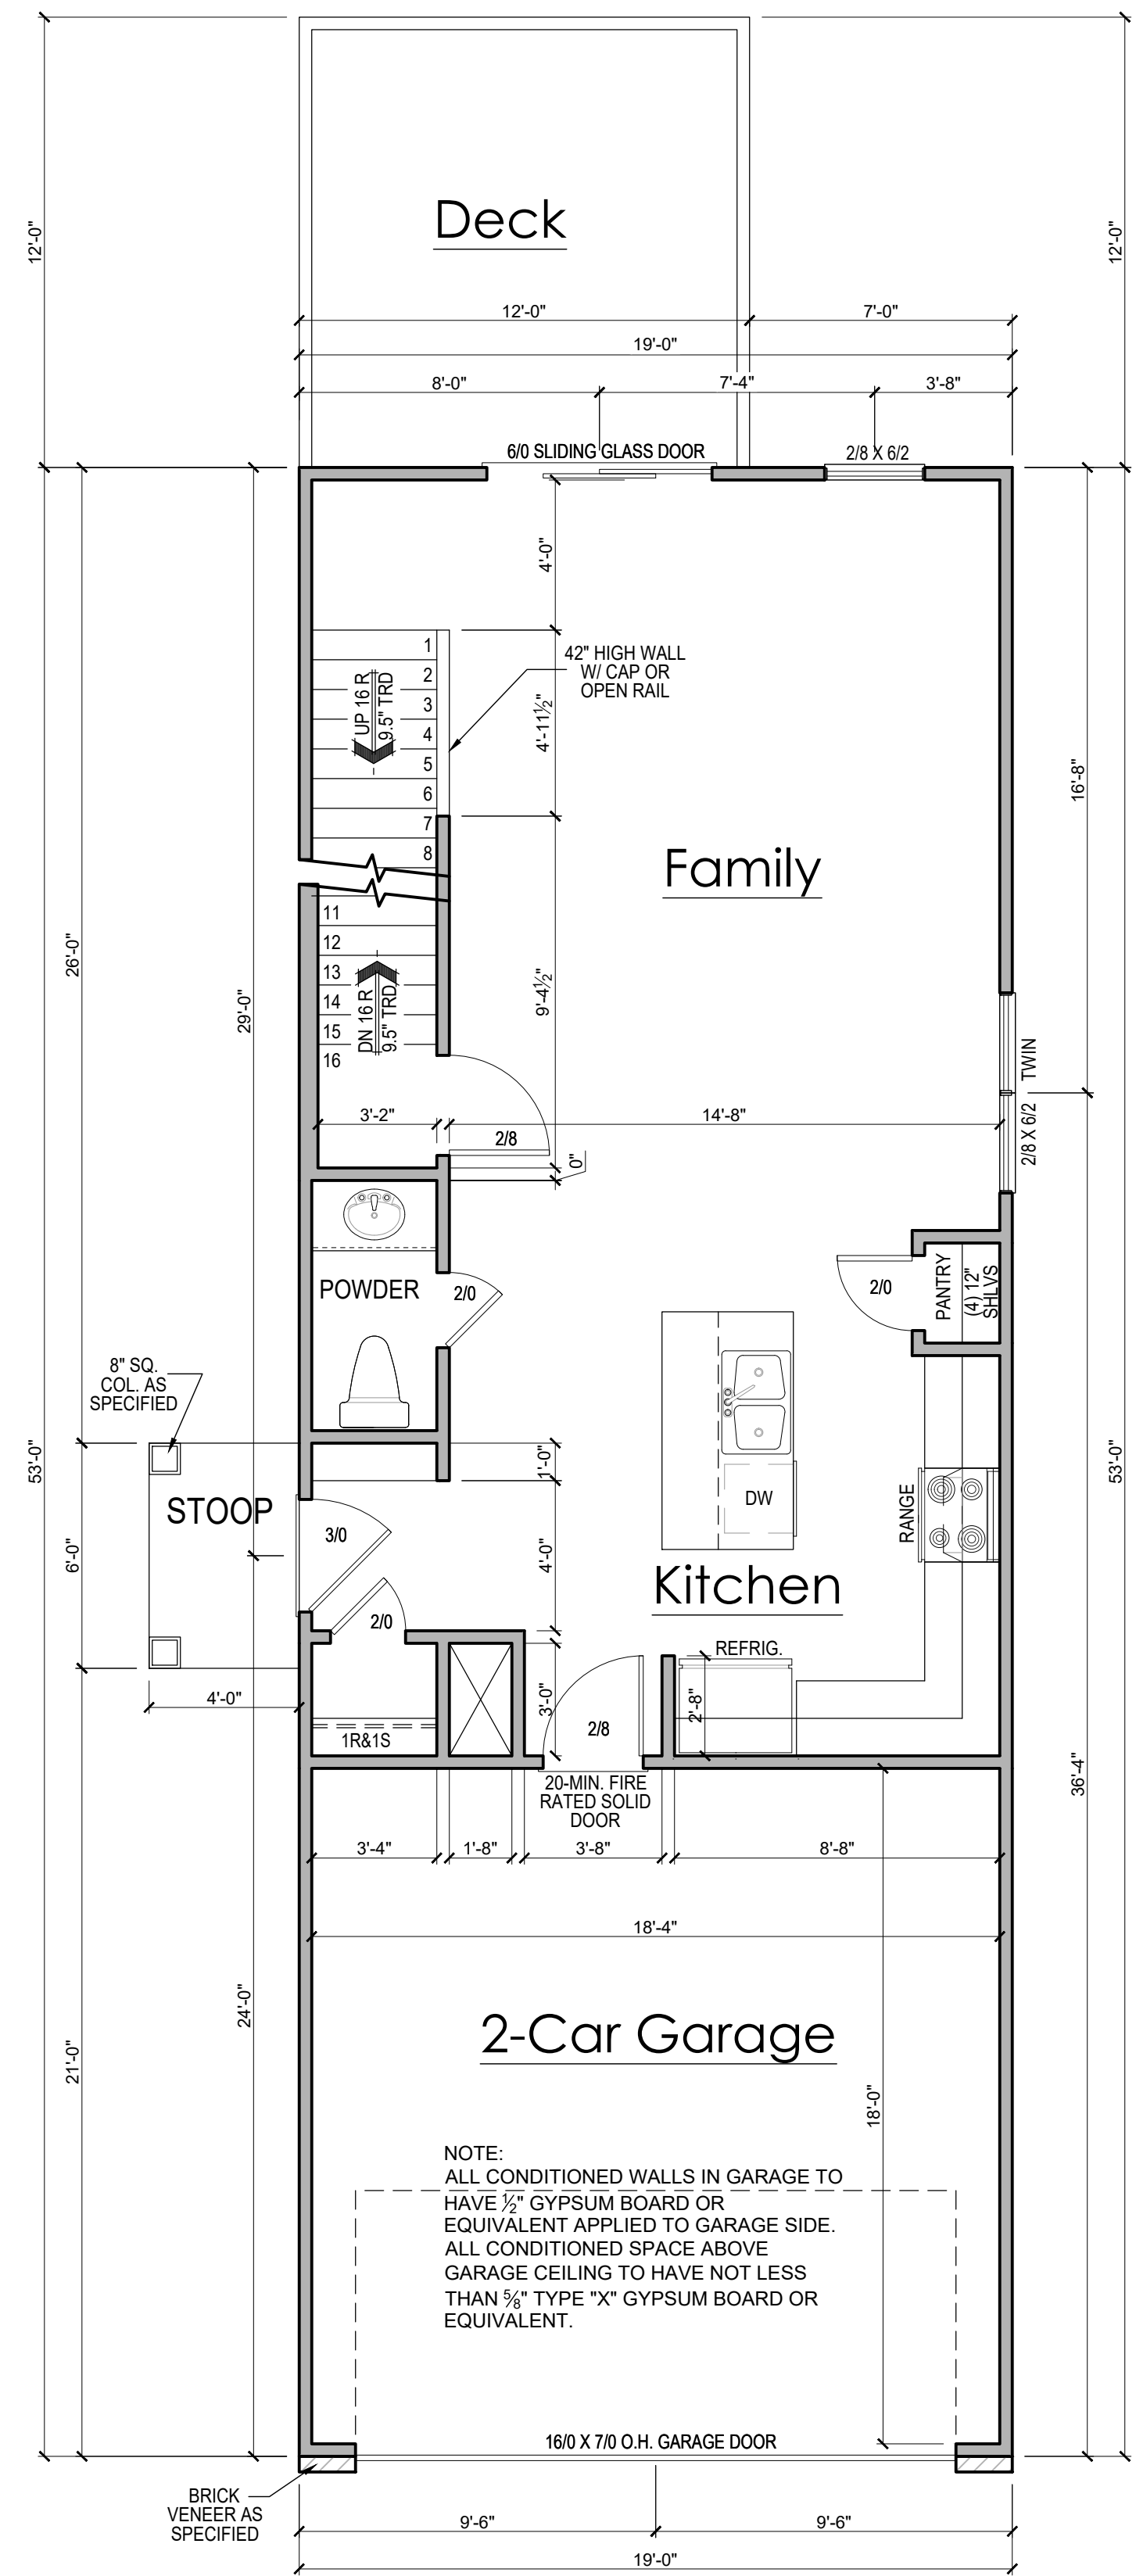 Deck
12'-0"
12'-0"
12'-0"
7'-0"
19'-0"
8'-0"
7'-4"
3'-8"
6/0 SLIDING GLASS DOOR
2/8 X 6/2
4'-0"
1
2
3
4
5
6
7
8
UP 16 R
9.5" TRD
42" HIGH WALL
W/ CAP OR
OPEN RAIL
4'-11½"
16'-8"
Family
11
12
13
14
15
16
DN 16 R
9.5" TRD
26'-0"
29'-0"
9'-4½"
3'-2"
14'-8"
2/8
0"
2/8 X 6/2 TWIN
POWDER
2/0
2/0
PANTRY
(4) 12"
SHLVS
8" SQ.
COL. AS
SPECIFIED
53'-0"
53'-0"
STOOP
3/0
1'-0"
DW
RANGE
6'-0"
4'-0"
Kitchen
2/0
REFRIG.
4'-0"
3'-0"
2'-8"
2/8
1R&1S
20-MIN. FIRE
RATED SOLID
DOOR
36'-4"
3'-4"
1'-8"
3'-8"
8'-8"
18'-4"
24'-0"
21'-0"
2-Car Garage
18'-0"
NOTE:
ALL CONDITIONED WALLS IN GARAGE TO
HAVE ½" GYPSUM BOARD OR
EQUIVALENT APPLIED TO GARAGE SIDE.
ALL CONDITIONED SPACE ABOVE
GARAGE CEILING TO HAVE NOT LESS
THAN ⅝" TYPE "X" GYPSUM BOARD OR
EQUIVALENT.
16/0 X 7/0 O.H. GARAGE DOOR
BRICK
VENEER AS
SPECIFIED
9'-6"
9'-6"
19'-0"